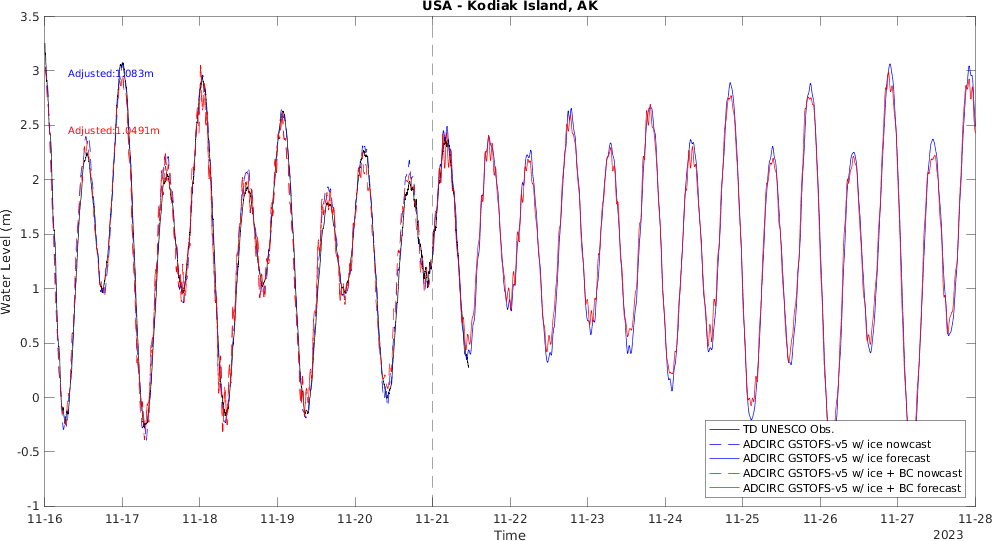 USA - Kodiak Island, AK
3.5
3
2.5
2
1.5
1
0.5
0
-0.5
-1
Water Level (m)
Adjusted:1.083m
Adjusted:1.0491m
TD UNESCO Obs.
ADCIRC GSTOFS-v5 w/ ice nowcast
ADCIRC GSTOFS-v5 w/ ice forecast
ADCIRC GSTOFS-v5 w/ ice + BC nowcast
ADCIRC GSTOFS-v5 w/ ice + BC forecast
11-16 11-17 11-18 11-19 11-20 11-21 11-22 11-23 11-24 11-25 11-26 11-27 11-28
Time
2023